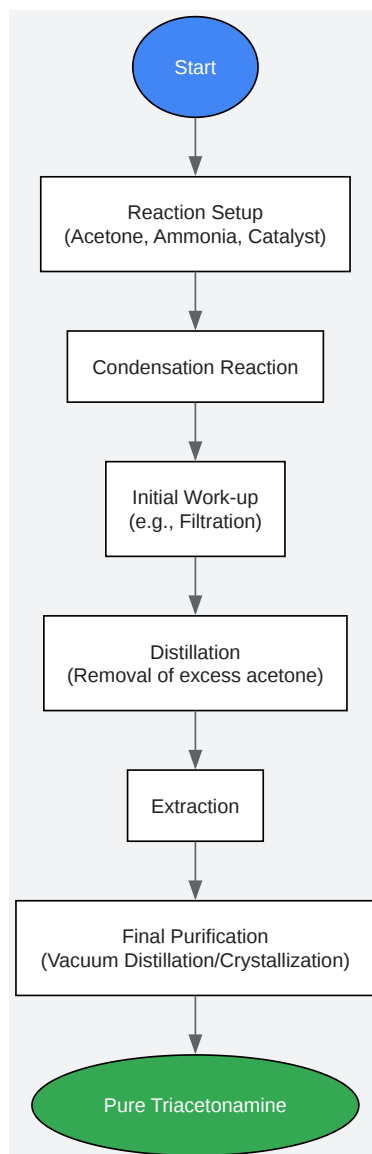 Start
Reaction Setup
(Acetone, Ammonia, Catalyst)
Condensation Reaction
Initial Work-up
(e.g., Filtration)
Distillation
(Removal of excess acetone)
Extraction
Final Purification
(Vacuum Distillation/Crystallization)
Pure Triacetonamine